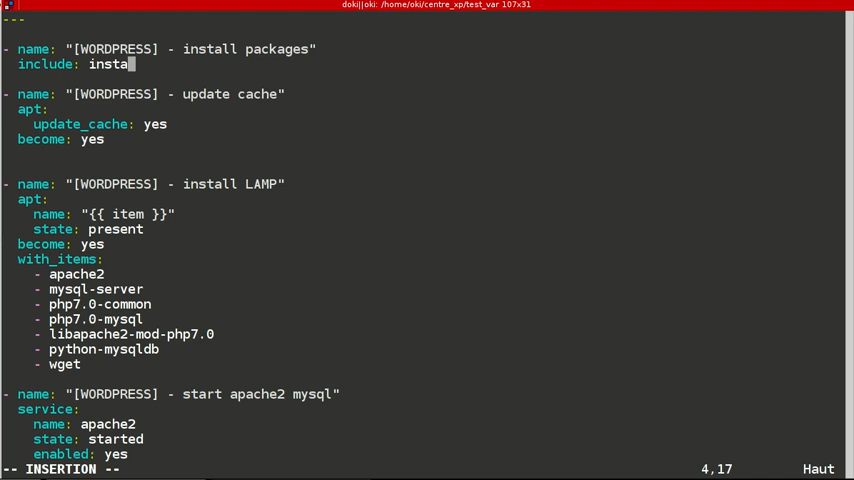 doki||oki: /home/oki/centre_xp/test_var 107x31
---
- name: "[WORDPRESS] - install packages"
  include: insta
- name: "[WORDPRESS] - update cache"
  apt:
    update_cache: yes
  become: yes
- name: "[WORDPRESS] - install LAMP"
  apt:
    name: "{{ item }}"
    state: present
  become: yes
  with_items:
    - apache2
    - mysql-server
    - php7.0-common
    - php7.0-mysql
    - libapache2-mod-php7.0
    - python-mysqldb
    - wget
- name: "[WORDPRESS] - start apache2 mysql"
  service:
    name: apache2
    state: started
    enabled: yes
-- INSERTION -- 4,17 Haut